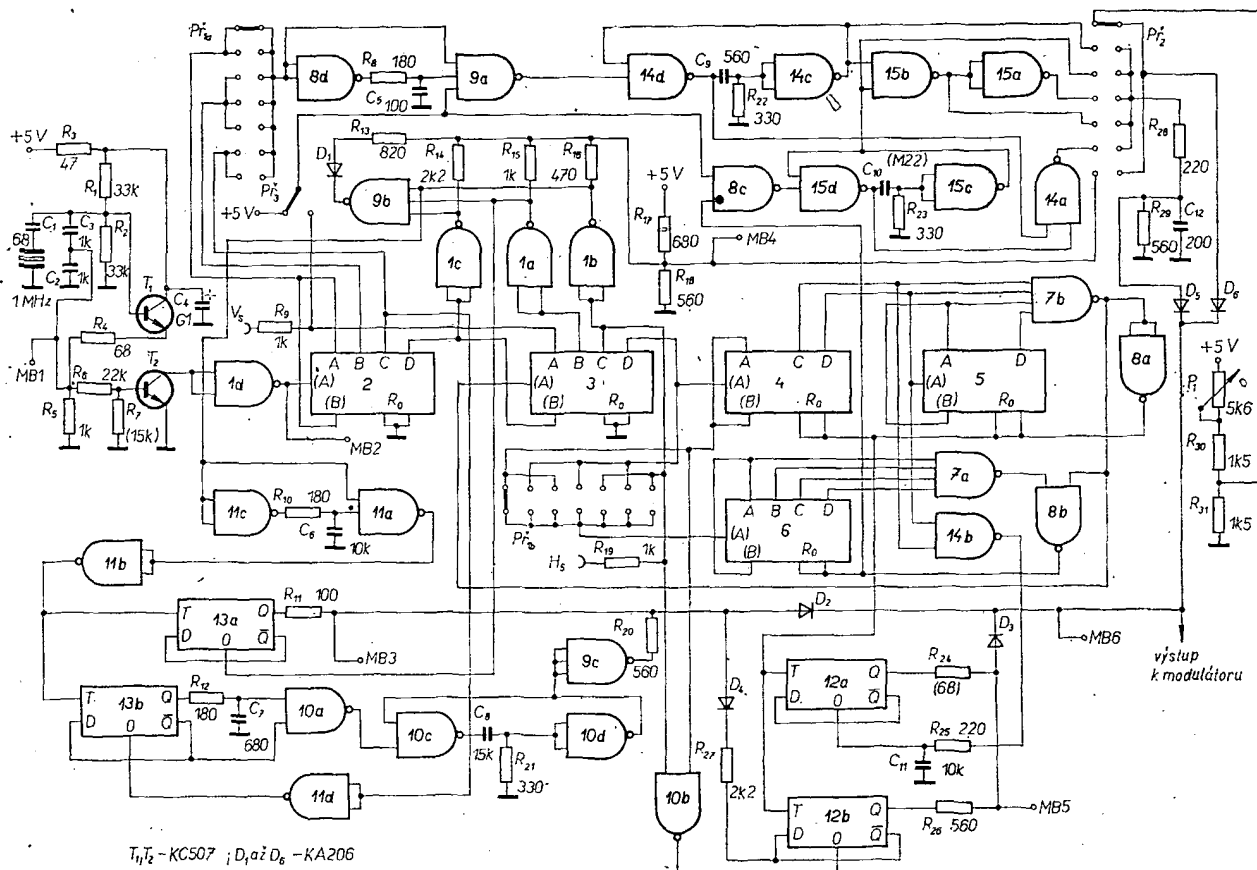 Př1a
8d
R8 180
C5 100
9a
14d
C9 560
R22 330
14c
15b
15a
Př2
+5 V
R3 47
R1 33k
C1 68
C3 1k
R2 33k
C2 1k
1 MHz
T1
C4 G1
R4 68
MB1
R6 22k
T2
R5 1k
R7 (15k)
Př3
+5 V
D1
R13 820
9b
R14 2k2
R15 1k
R16 470
1c
1a
1b
+5 V
R17 680
R18 560
MB4
8c
15d
C10 (M22)
R23 330
15c
14a
R28 220
R29 560
C12 200
D5
D6
+5 V
P1 5k6
R30 1k5
R31 1k5
VS
R9 1k
1d
MB2
A B C D
(A) 2
(B) R0
A B C D
(A) 3
(B) R0
A C D
(A) 4
(B) R0
A D
(A) 5
(B) R0
7b
8a
11c
R10 180
C6 10k
11a
11b
Př1b
HS
R19 1k
A B C D
(A) 6
(B) R0
7a
14b
8b
T 13a Q
D 0 Q̅
R11 100
MB3
R20 560
9c
D2
D3
MB6
výstup
k modulátoru
T 13b Q
D 0 Q̅
R12 180
C7 680
10a
10c
C8 15k
R21 330
10d
11d
D4
R27 2k2
10b
T 12a Q
D 0 Q̅
R24 (68)
R25 220
C11 10k
T 12b Q
D 0 Q̅
R26 560
MB5
T1,T2 – KC507 ; D1 až D6 – KA206